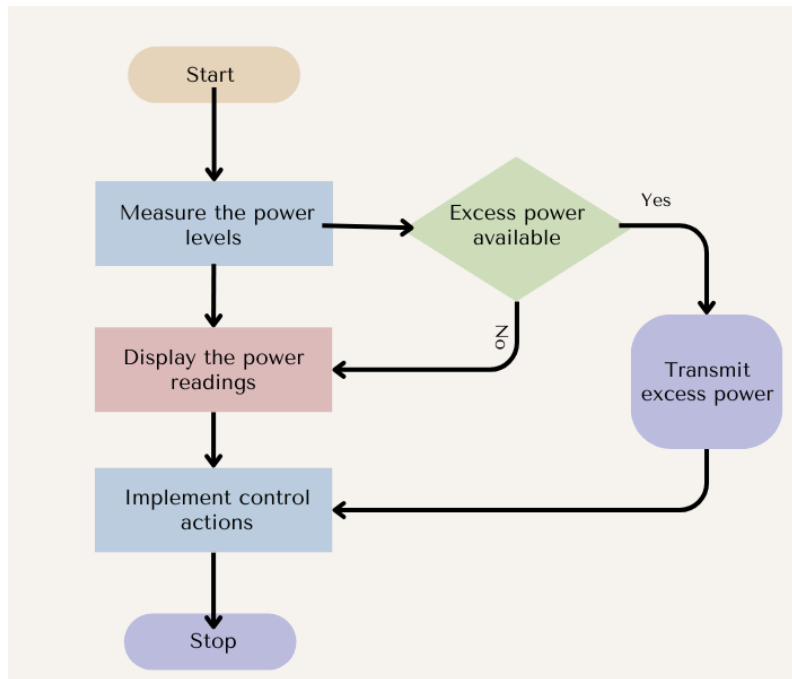 Start
Measure the power
levels
Excess power
available
Yes
No
Display the power
readings
Transmit
excess power
Implement control
actions
Stop